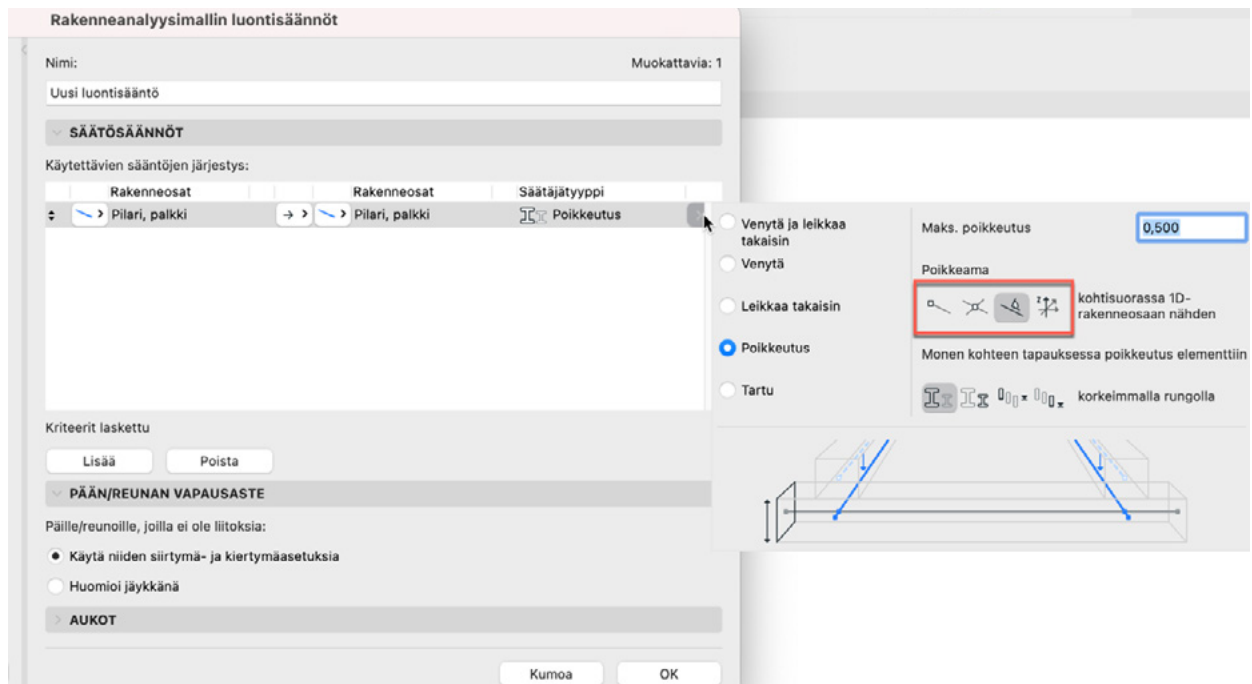 Rakenneanalyysimallin luontisäännöt
Nimi:
Muokattavia: 1
Uusi luontisääntö
SÄÄTÖSÄÄNNÖT
Käytettävien sääntöjen järjestys:
Rakenneosat
Rakenneosat
Säätäjätyyppi
Pilari, palkki
Pilari, palkki
Poikkeutus
Venytä ja leikkaa
takaisin
Venytä
Leikkaa takaisin
Poikkeutus
Tartu
Maks. poikkeutus
0,500
Poikkeama
kohtisuorassa 1D-
rakenneosaan nähden
Monen kohteen tapauksessa poikkeutus elementtiin
korkeimmalla rungolla
Kriteerit laskettu
Lisää
Poista
PÄÄN/REUNAN VAPAUSASTE
Päille/reunoille, joilla ei ole liitoksia:
Käytä niiden siirtymä- ja kiertymäasetuksia
Huomioi jäykkänä
AUKOT
Kumoa
OK